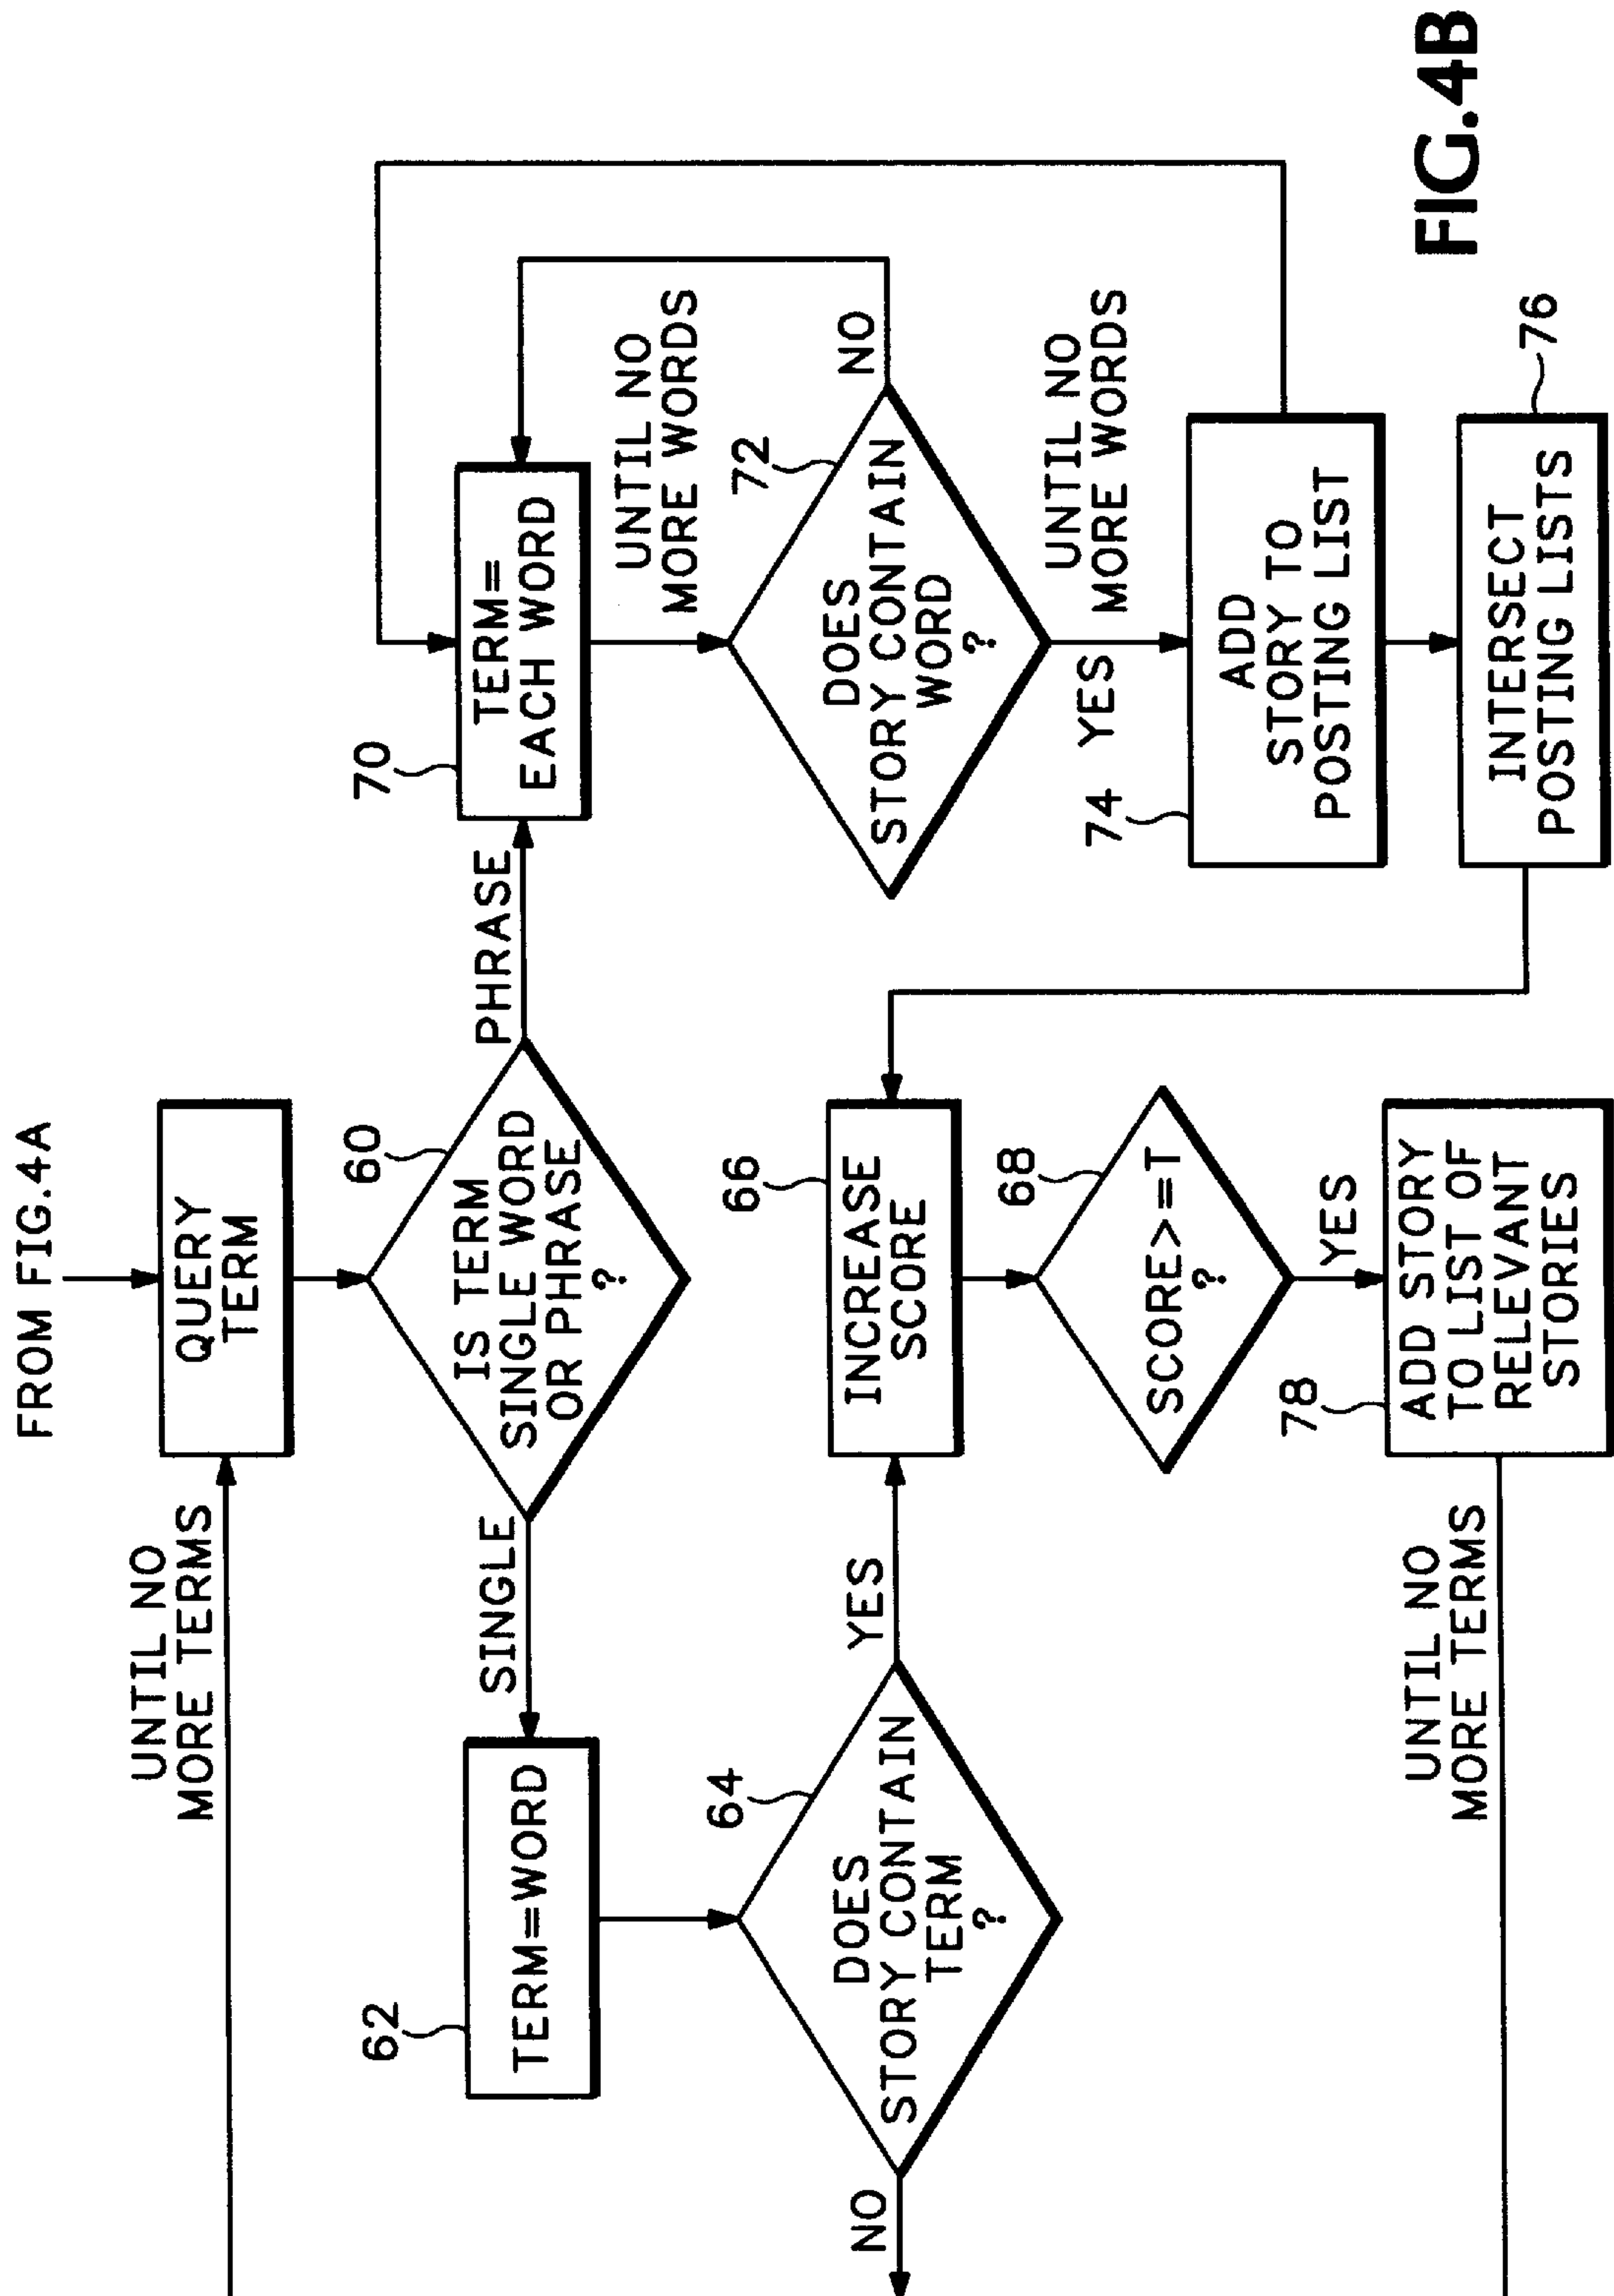 FROM FIG.4A
UNTIL NO
MORE TERMS
QUERY
TERM
60
IS TERM
SINGLE WORD
OR PHRASE
?
SINGLE
PHRASE
62
TERM=WORD
70
TERM=
EACH WORD
UNTIL NO
MORE WORDS
64
DOES
STORY CONTAIN
TERM
?
NO
YES
66
INCREASE
SCORE
72
DOES
STORY CONTAIN
WORD
?
NO
YES
UNTIL NO
MORE WORDS
68
SCORE>=T
?
YES
74
ADD
STORY TO
POSTING LIST
78
ADD STORY
TO LIST OF
RELEVANT
STORIES
UNTIL NO
MORE TERMS
INTERSECT
POSTING LISTS
76
FIG.4B